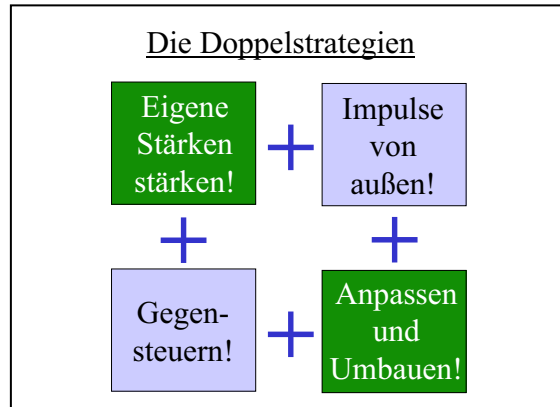 Die Doppelstrategien
Eigene
Stärken
stärken!
Impulse
von
außen!
Gegen-
steuern!
Anpassen
und
Umbauen!